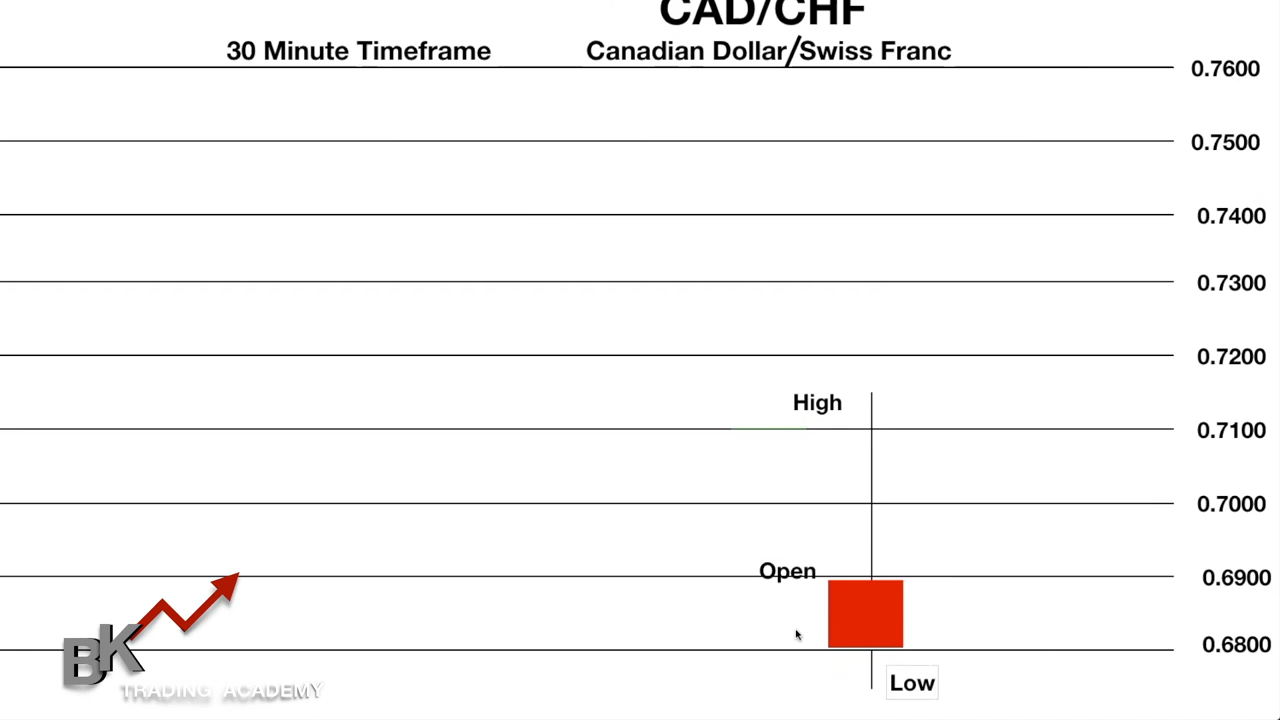 CAD/CHF
30 Minute Timeframe
Canadian Dollar/Swiss Franc
0.7600
0.7500
0.7400
0.7300
0.7200
High
0.7100
0.7000
Open
0.6900
0.6800
Low
BK
TRADING ACADEMY